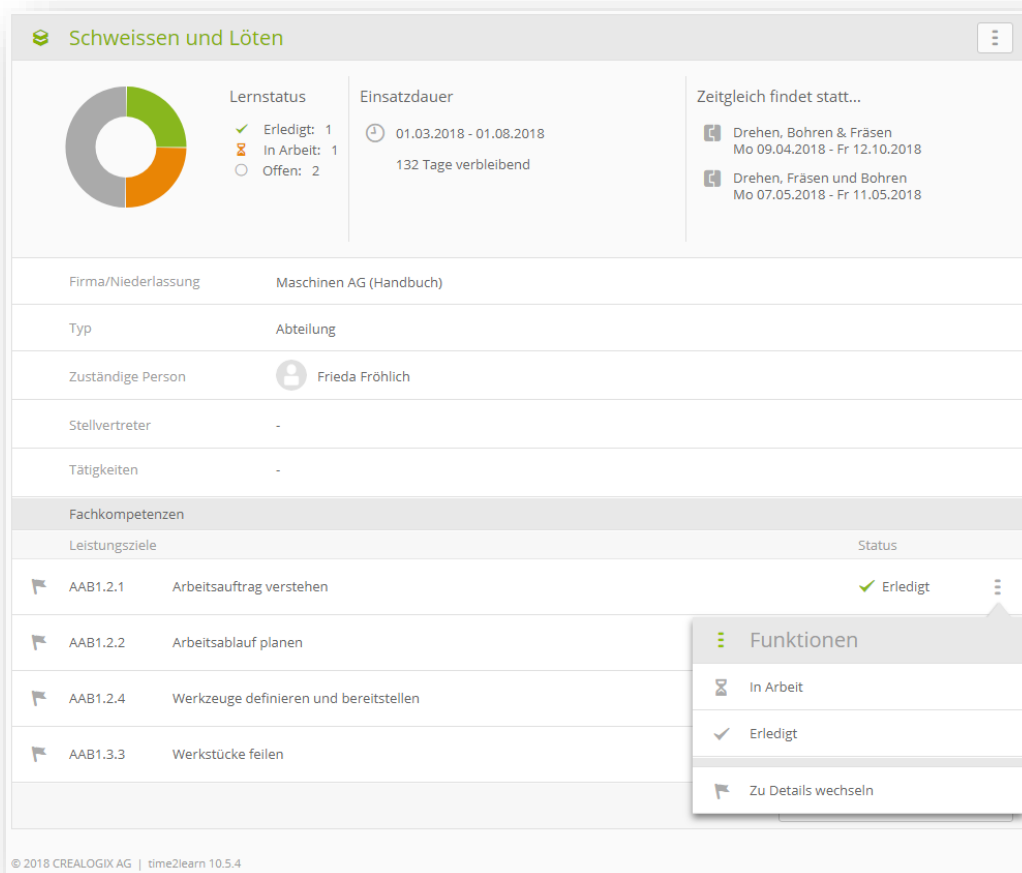 Schweissen und Löten
Lernstatus
Erledigt: 1
In Arbeit: 1
Offen: 2
Einsatzdauer
01.03.2018 - 01.08.2018
132 Tage verbleibend
Zeitgleich findet statt...
Drehen, Bohren & Fräsen
Mo 09.04.2018 - Fr 12.10.2018
Drehen, Fräsen und Bohren
Mo 07.05.2018 - Fr 11.05.2018
Firma/Niederlassung Maschinen AG (Handbuch)
Typ Abteilung
Zuständige Person Frieda Fröhlich
Stellvertreter -
Tätigkeiten -
Fachkompetenzen
Leistungsziele Status
AAB1.2.1 Arbeitsauftrag verstehen Erledigt
AAB1.2.2 Arbeitsablauf planen
AAB1.2.4 Werkzeuge definieren und bereitstellen
AAB1.3.3 Werkstücke feilen
Funktionen
In Arbeit
Erledigt
Zu Details wechseln
© 2018 CREALOGIX AG | time2learn 10.5.4